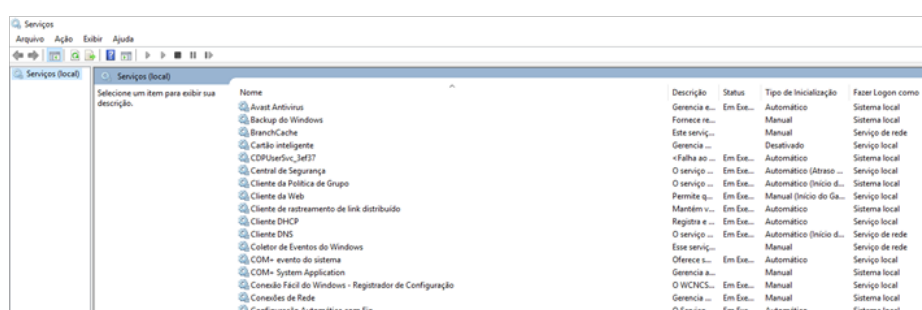 Serviços
Arquivo Ação Exibir Ajuda
Serviços (local)
Serviços (local)
Selecione um item para exibir sua
descrição.
Nome Descrição Status Tipo de Inicialização Fazer Logon como
Avast Antivirus Gerencia e... Em Exe... Automático Sistema local
Backup do Windows Fornece re... Manual Sistema local
BranchCache Este serviç... Manual Serviço de rede
Cartão inteligente Gerencia ... Desativado Serviço local
CDPUserSvc_3ef37 <Falha ao ... Em Exe... Automático Sistema local
Central de Segurança O serviço ... Em Exe... Automático (Atraso ... Serviço local
Cliente da Política de Grupo O serviço ... Em Exe... Automático (Início d... Sistema local
Cliente da Web Permite q... Em Exe... Manual (Início do Ga... Serviço local
Cliente de rastreamento de link distribuído Mantém v... Em Exe... Automático Sistema local
Cliente DHCP Registra e ... Em Exe... Automático Serviço local
Cliente DNS O serviço ... Em Exe... Automático (Início d... Serviço de rede
Coletor de Eventos do Windows Esse serviç... Manual Serviço de rede
COM+ evento do sistema Oferece s... Em Exe... Automático Serviço local
COM+ System Application Gerencia a... Manual Sistema local
Conexão Fácil do Windows - Registrador de Configuração O WCNCS... Em Exe... Manual Serviço local
Conexões de Rede Gerencia ... Em Exe... Manual Sistema local